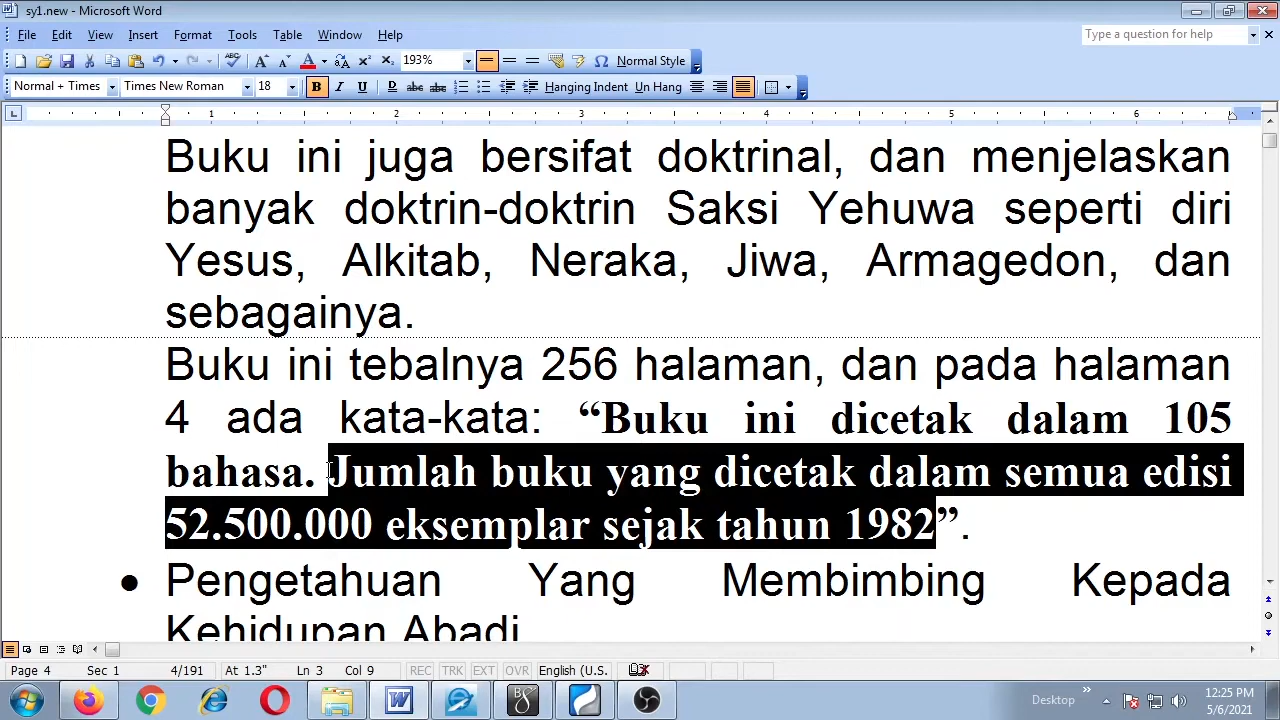 sy1.new - Microsoft Word
File Edit View Insert Format Tools Table Window Help
Type a question for help
193%
Normal Style
Normal + Times
Times New Roman
18
B I U
Hanging Indent Un Hang
1 2 3 4 5 6
Buku ini juga bersifat doktrinal, dan menjelaskan
banyak doktrin-doktrin Saksi Yehuwa seperti diri
Yesus, Alkitab, Neraka, Jiwa, Armagedon, dan
sebagainya.
Buku ini tebalnya 256 halaman, dan pada halaman
4 ada kata-kata: “Buku ini dicetak dalam 105
bahasa. Jumlah buku yang dicetak dalam semua edisi
52.500.000 eksemplar sejak tahun 1982”.
• Pengetahuan Yang Membimbing Kepada
Kehidupan Abadi
Page 4 Sec 1 4/191 At 1.3" Ln 3 Col 9 REC TRK EXT OVR English (U.S.
Desktop
12:25 PM
5/6/2021